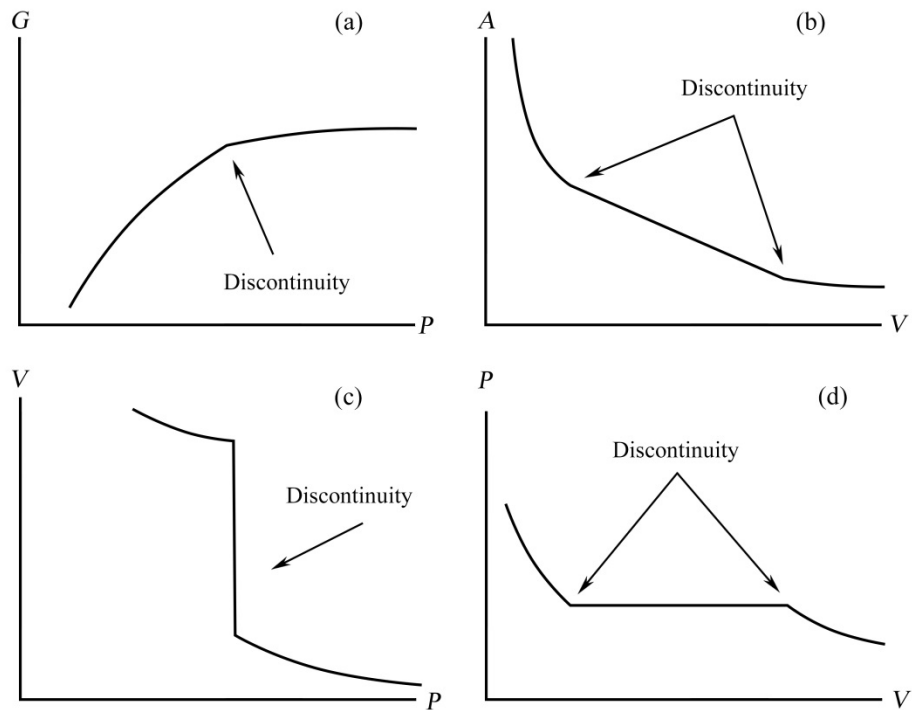 G
(a)
Discontinuity
P
A
(b)
Discontinuity
V
V
(c)
Discontinuity
P
P
(d)
Discontinuity
V